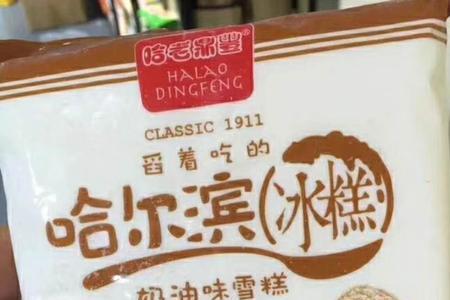 哈老鼎豐
HALAO
DINGFENG
CLASSIC 1911
舀着吃的
哈尔滨(冰糕)
奶油味雪糕